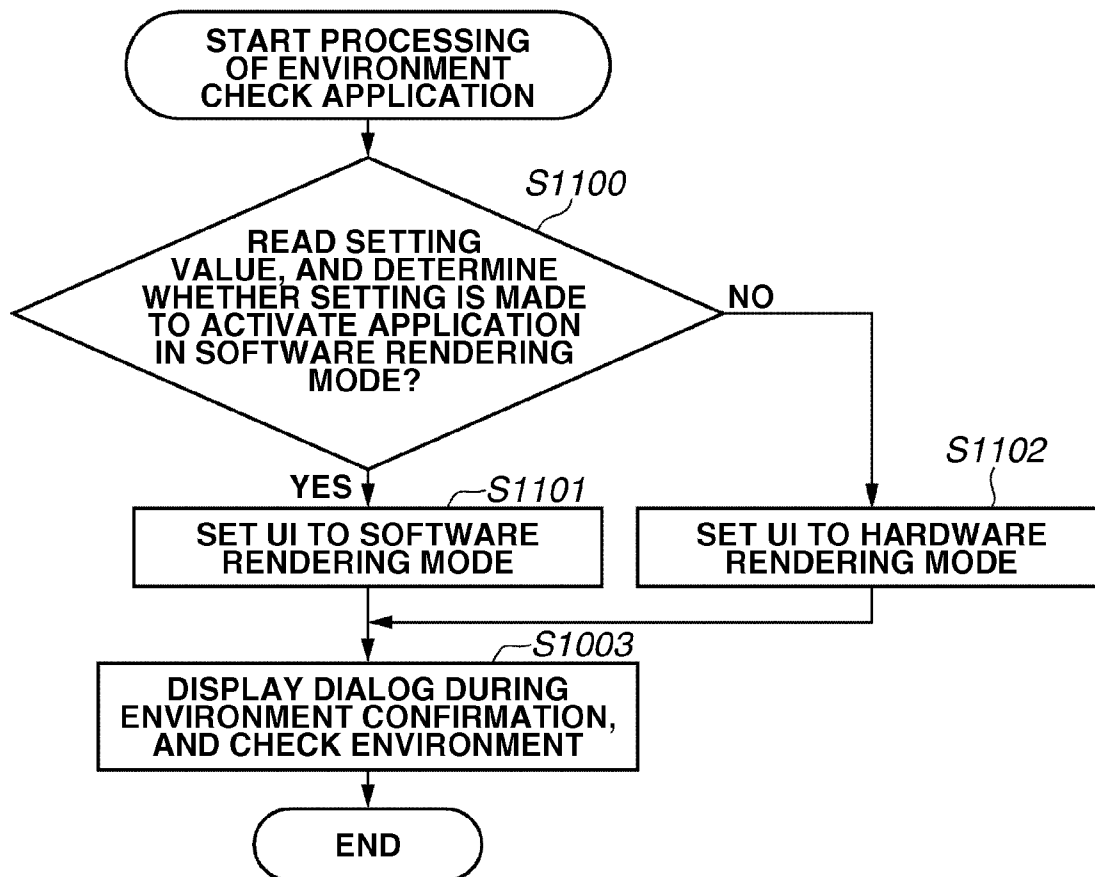 START PROCESSING
OF ENVIRONMENT
CHECK APPLICATION
S1100
READ SETTING
VALUE, AND DETERMINE
WHETHER SETTING IS MADE
TO ACTIVATE APPLICATION
IN SOFTWARE RENDERING
MODE?
NO
YES
S1101
SET UI TO SOFTWARE
RENDERING MODE
S1102
SET UI TO HARDWARE
RENDERING MODE
S1003
DISPLAY DIALOG DURING
ENVIRONMENT CONFIRMATION,
AND CHECK ENVIRONMENT
END